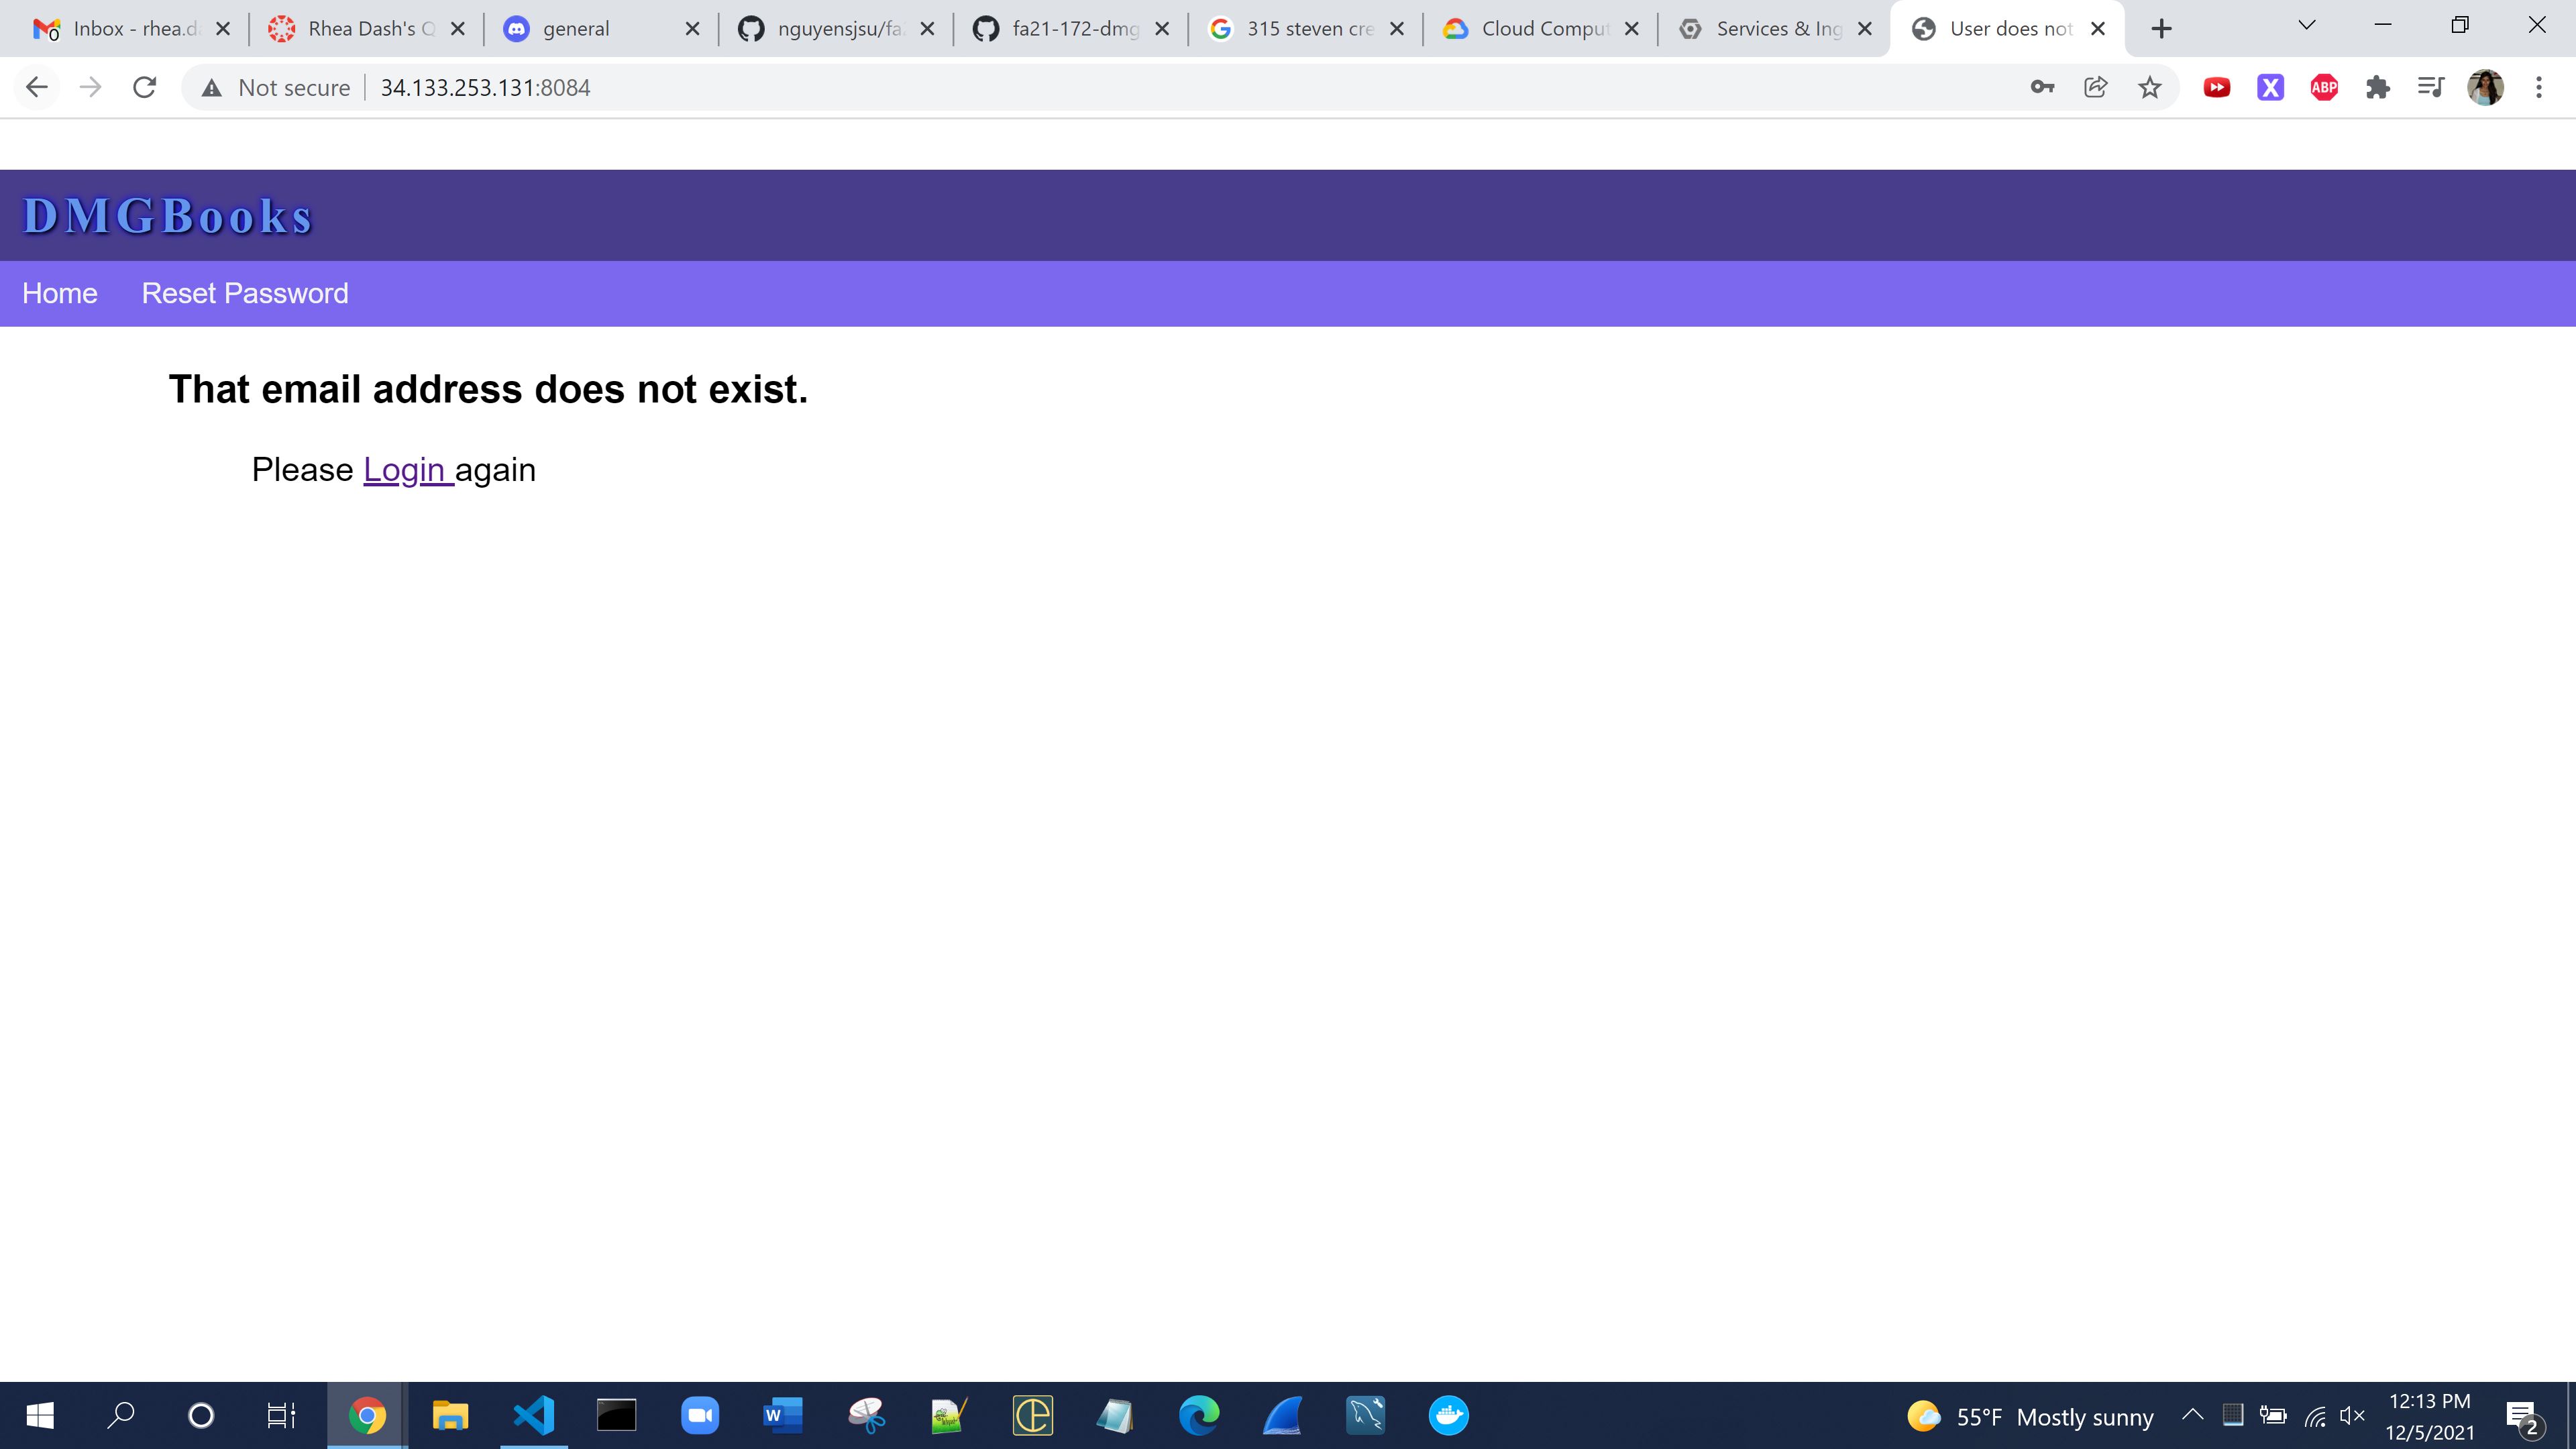 Inbox - rhea.d
Rhea Dash's Q
general
nguyensjsu/fa
fa21-172-dmg
315 steven cre
Cloud Comput
Services & Ing
User does not
Not secure
34.133.253.131:8084
ABP
DMGBooks
Home
Reset Password
That email address does not exist.
Please Login again
55°F Mostly sunny
12:13 PM
12/5/2021
2